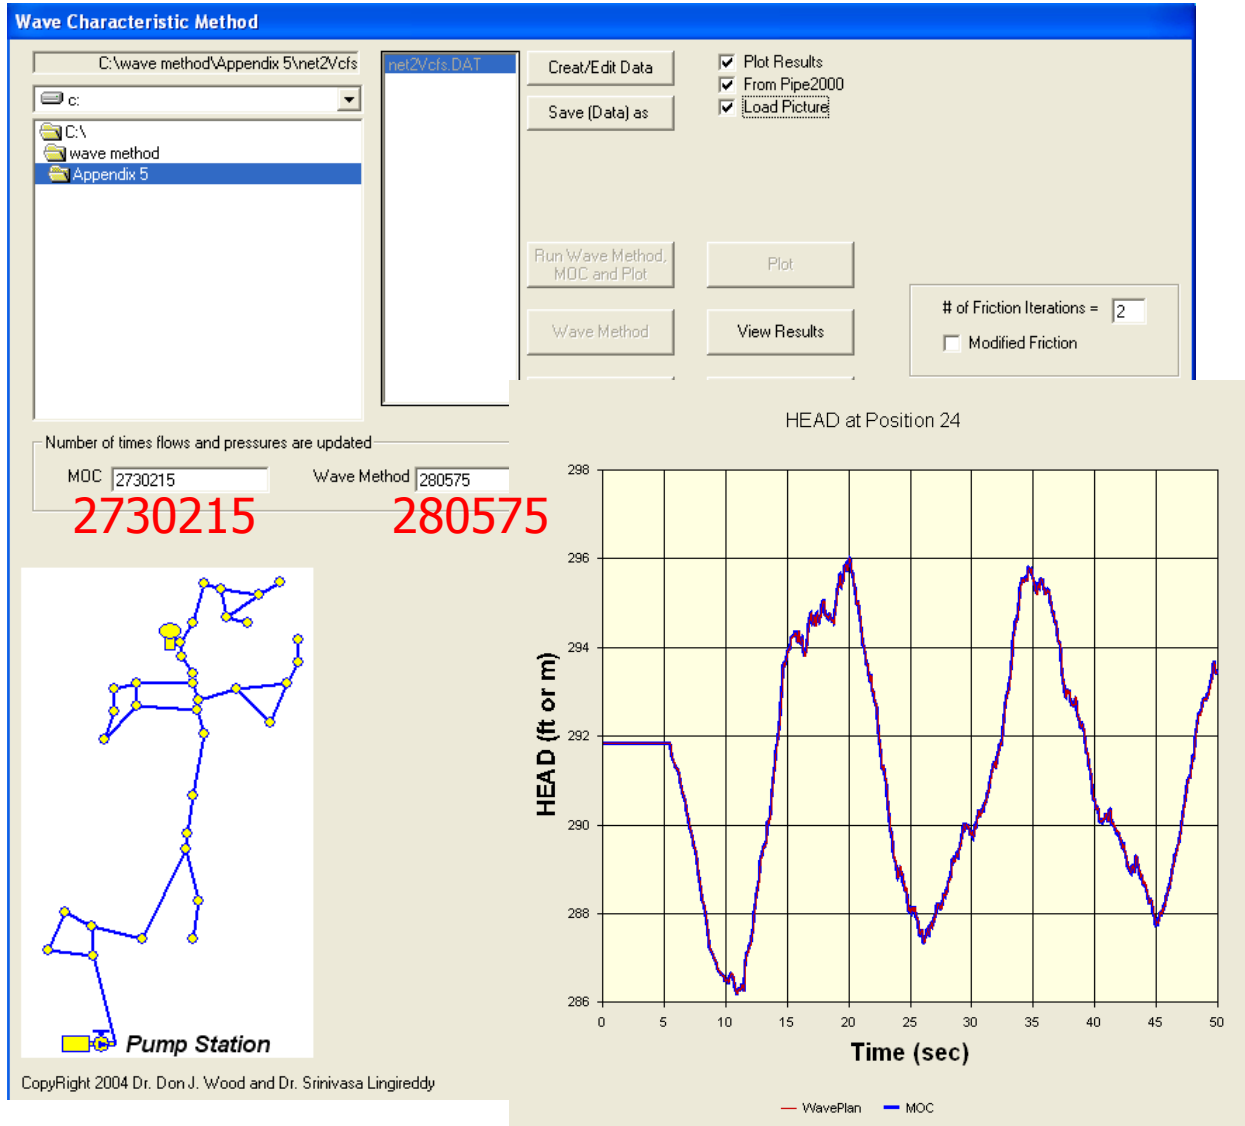 Wave Characteristic Method
C:\wave method\Appendix 5\net2Vcfs
net2Vcfs.DAT
Creat/Edit Data
Plot Results
From Pipe2000
Load Picture
c:
Save (Data) as
C:\
wave method
Appendix 5
Run Wave Method,
MOC and Plot
Plot
Wave Method
View Results
# of Friction Iterations = 2
Modified Friction
Number of times flows and pressures are updated
MOC 2730215 Wave Method 280575
2730215 280575
HEAD at Position 24
298
296
294
292
290
288
286
HEAD (ft or m)
0 5 10 15 20 25 30 35 40 45 50
Time (sec)
WavePlan MOC
Pump Station
CopyRight 2004 Dr. Don J. Wood and Dr. Srinivasa Lingireddy